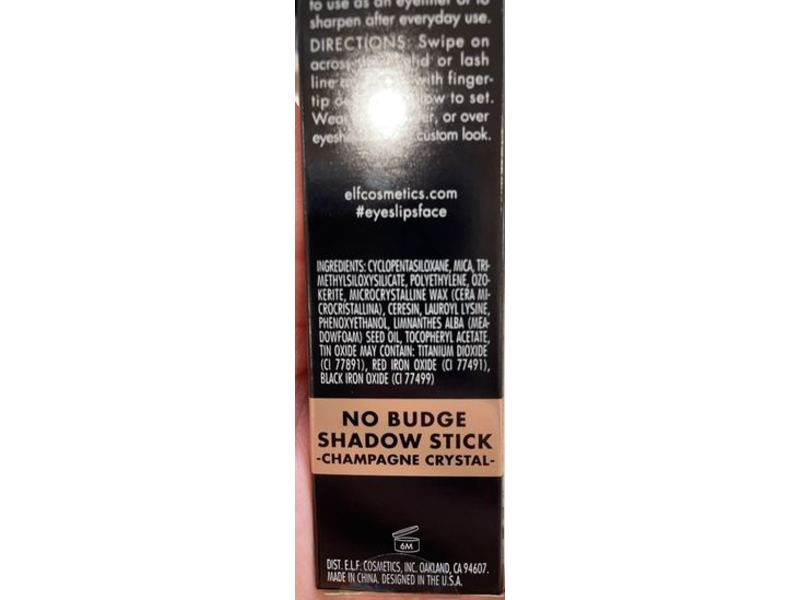 to use as an eyeliner or to
sharpen after everyday use.
DIRECTIONS: Swipe on
across lid or lash
line with finger-
tip to set.
or over
custom look.
elfcosmetics.com
#eyeslipsface
INGREDIENTS: CYCLOPENTASILOXANE, MICA, TRI-
METHYLSILOXYSILICATE, POLYETHYLENE, OZO-
KERITE, MICROCRYSTALLINE WAX (CERA MI-
CROCRISTALLINA), CERESIN, LAUROYL LYSINE,
PHENOXYETHANOL, LIMNANTHES ALBA (MEA-
DOWFOAM) SEED OIL, TOCOPHERYL ACETATE,
TIN OXIDE MAY CONTAIN: TITANIUM DIOXIDE
(CI 77891), RED IRON OXIDE (CI 77491),
BLACK IRON OXIDE (CI 77499)
NO BUDGE
SHADOW STICK
-CHAMPAGNE CRYSTAL-
6M
DIST. E.L.F. COSMETICS, INC. OAKLAND, CA 94607.
MADE IN CHINA. DESIGNED IN THE U.S.A.